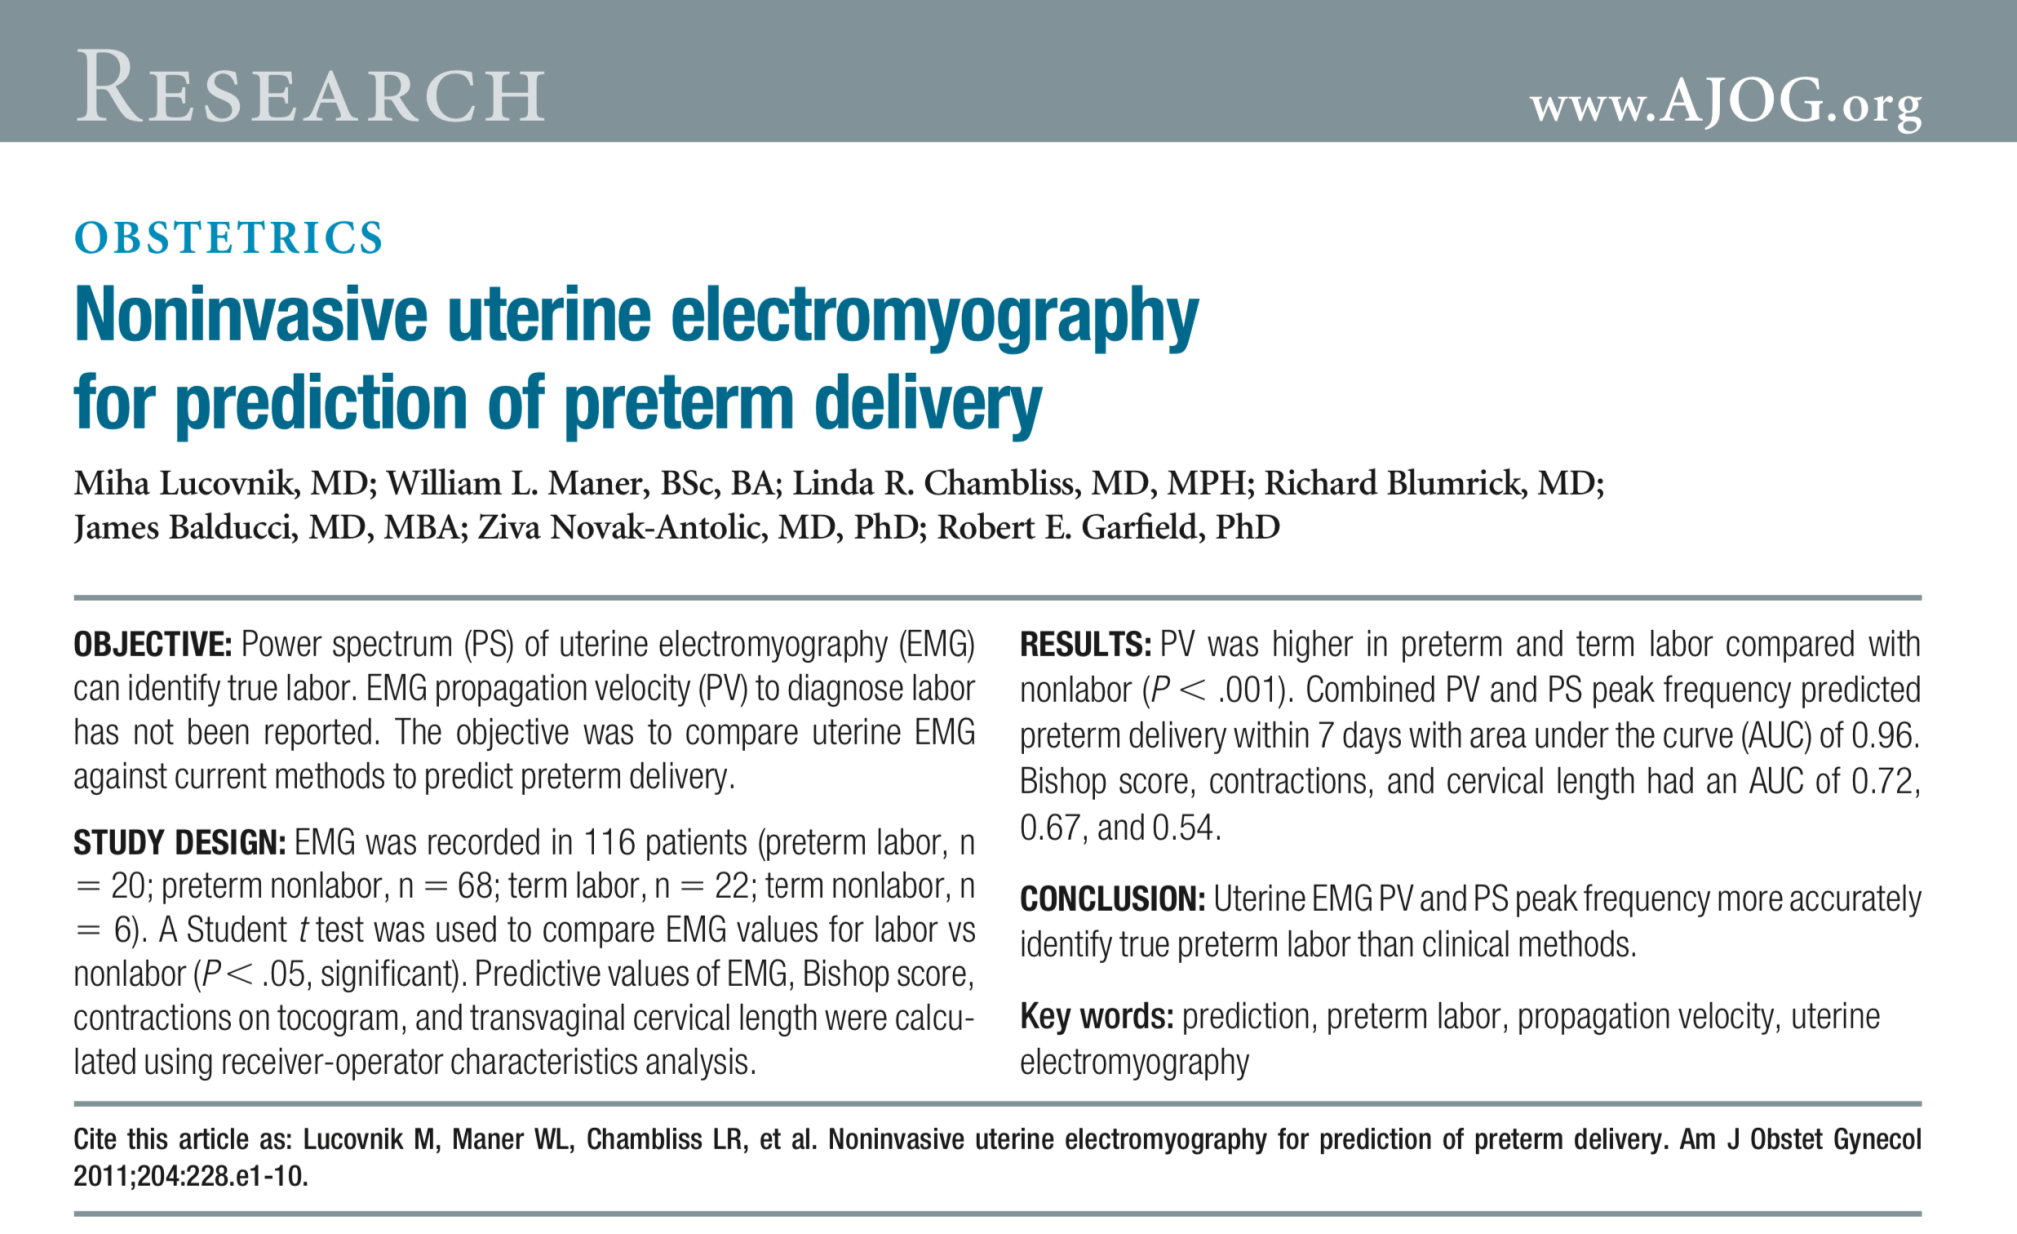 RESEARCH
www.AJOG.org
OBSTETRICS
Noninvasive uterine electromyography
for prediction of preterm delivery
Miha Lucovnik, MD; William L. Maner, BSc, BA; Linda R. Chambliss, MD, MPH; Richard Blumrick, MD;
James Balducci, MD, MBA; Ziva Novak-Antolic, MD, PhD; Robert E. Garfield, PhD
OBJECTIVE: Power spectrum (PS) of uterine electromyography (EMG)
can identify true labor. EMG propagation velocity (PV) to diagnose labor
has not been reported. The objective was to compare uterine EMG
against current methods to predict preterm delivery.
STUDY DESIGN: EMG was recorded in 116 patients (preterm labor, n
= 20; preterm nonlabor, n = 68; term labor, n = 22; term nonlabor, n
= 6). A Student t test was used to compare EMG values for labor vs
nonlabor (P < .05, significant). Predictive values of EMG, Bishop score,
contractions on tocogram, and transvaginal cervical length were calcu-
lated using receiver-operator characteristics analysis.
RESULTS: PV was higher in preterm and term labor compared with
nonlabor (P < .001). Combined PV and PS peak frequency predicted
preterm delivery within 7 days with area under the curve (AUC) of 0.96.
Bishop score, contractions, and cervical length had an AUC of 0.72,
0.67, and 0.54.
CONCLUSION: Uterine EMG PV and PS peak frequency more accurately
identify true preterm labor than clinical methods.
Key words: prediction, preterm labor, propagation velocity, uterine
electromyography
Cite this article as: Lucovnik M, Maner WL, Chambliss LR, et al. Noninvasive uterine electromyography for prediction of preterm delivery. Am J Obstet Gynecol
2011;204:228.e1-10.